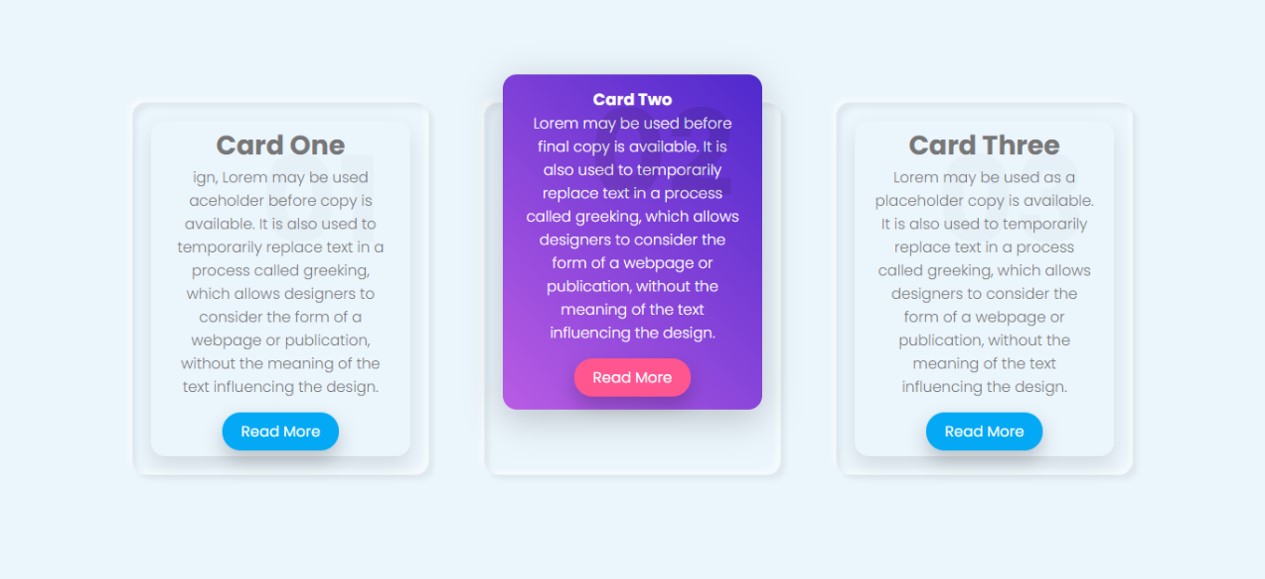 Card One
01
ign, Lorem may be used
aceholder before copy is
available. It is also used to
temporarily replace text in a
process called greeking,
which allows designers to
consider the form of a
webpage or publication,
without the meaning of the
text influencing the design.
Read More
Card Two
02
Lorem may be used before
final copy is available. It is
also used to temporarily
replace text in a process
called greeking, which allows
designers to consider the
form of a webpage or
publication, without the
meaning of the text
influencing the design.
Read More
Card Three
03
Lorem may be used as a
placeholder copy is available.
It is also used to temporarily
replace text in a process
called greeking, which allows
designers to consider the
form of a webpage or
publication, without the
meaning of the text
influencing the design.
Read More